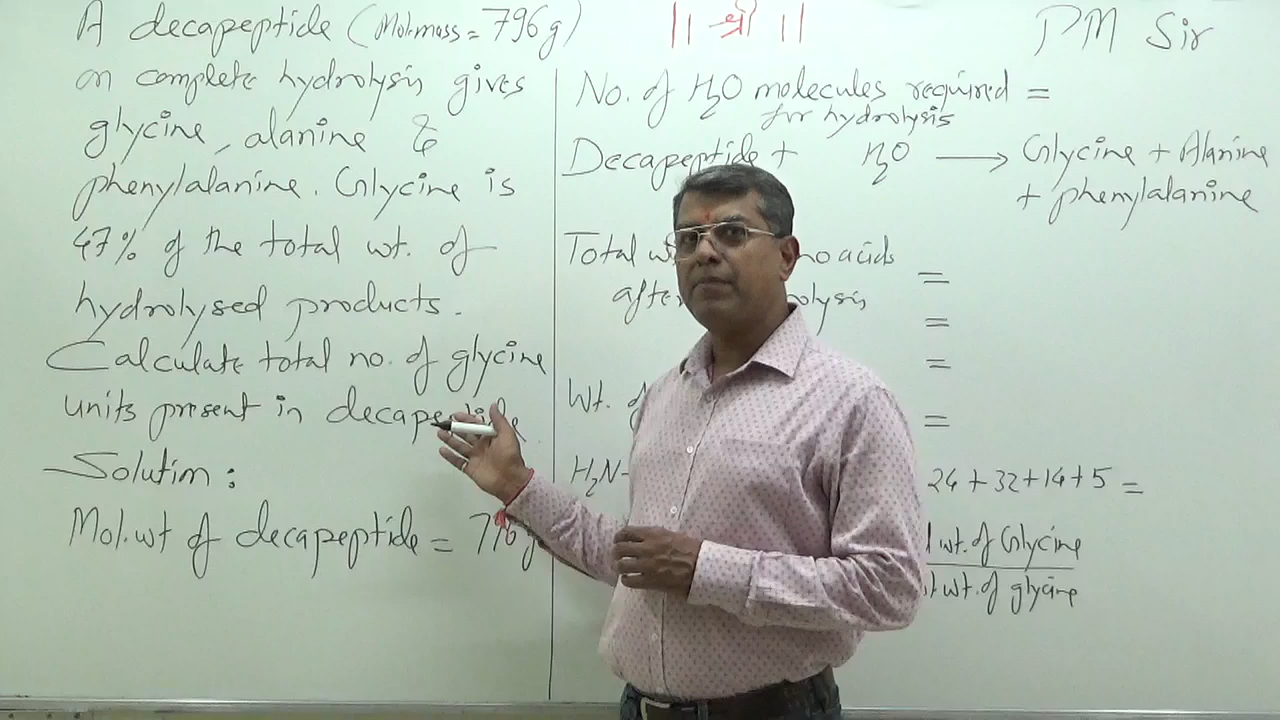 A decapeptide (Mol.mass = 796g)
on complete hydrolysis gives
glycine, alanine &
phenylalanine. Glycine is
47% of the total wt. of
hydrolysed products.
Calculate total no. of glycine
units present in decapeptide.
Solution:
Mol.wt of decapeptide = 796 g
|| श्री ||
PM Sir
No. of H2O molecules required =
for hydrolysis
Decapeptide + H2O ⟶ Glycine + Alanine
+ phenylalanine
Total acids =
after =
=
Wt. of =
H2N- 24+32+14+5 =
wt. of Glycine
wt. of glycine